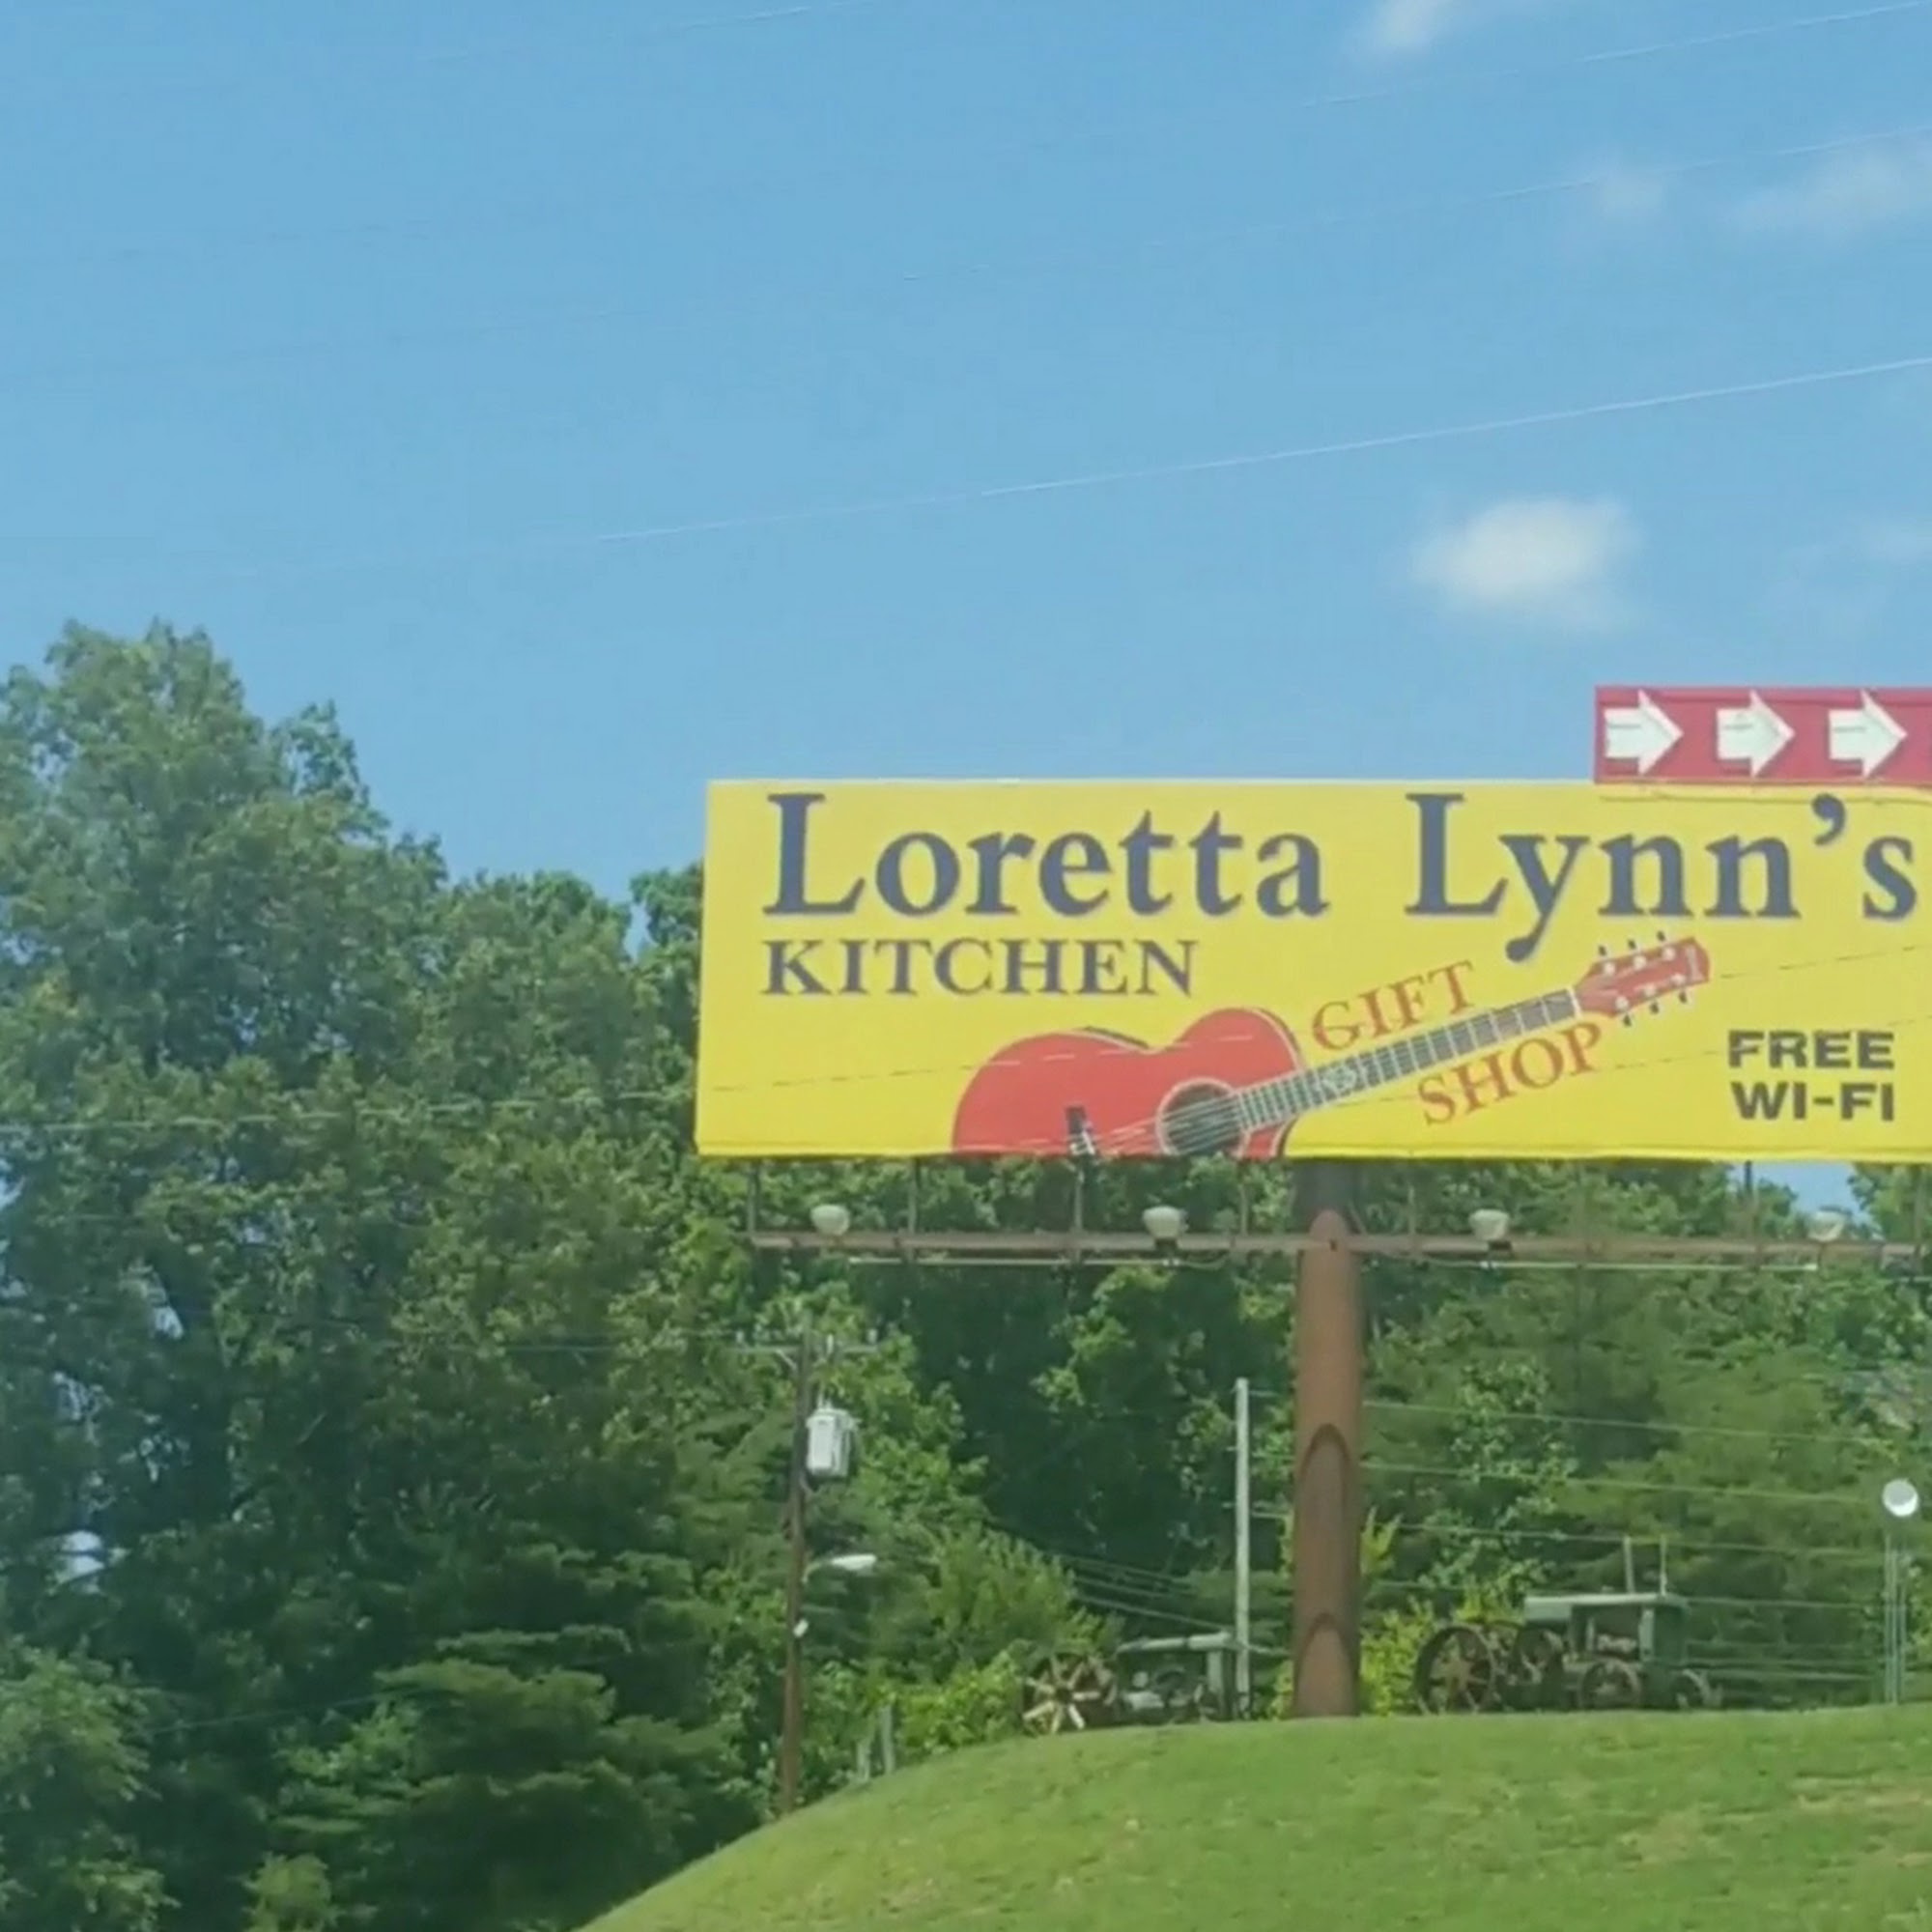 Loretta Lynn's
KITCHEN
GIFT
SHOP
FREE
WI-FI